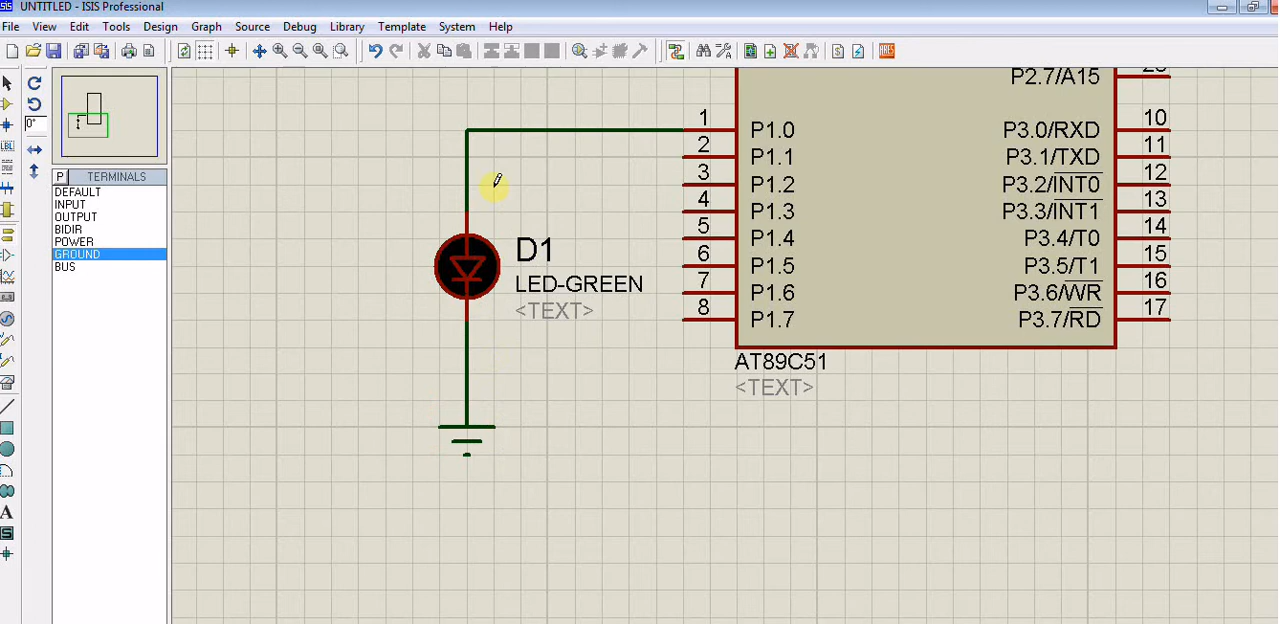 UNTITLED - ISIS Professional
File View Edit Tools Design Graph Source Debug Library Template System Help
0°
LBL
A
S
P TERMINALS
DEFAULT
INPUT
OUTPUT
BIDIR
POWER
GROUND
BUS
D1
LED-GREEN
<TEXT>
P2.7/A15
1 P1.0 P3.0/RXD 10
2 P1.1 P3.1/TXD 11
3 P1.2 P3.2/INT0 12
4 P1.3 P3.3/INT1 13
5 P1.4 P3.4/T0 14
6 P1.5 P3.5/T1 15
7 P1.6 P3.6/WR 16
8 P1.7 P3.7/RD 17
AT89C51
<TEXT>